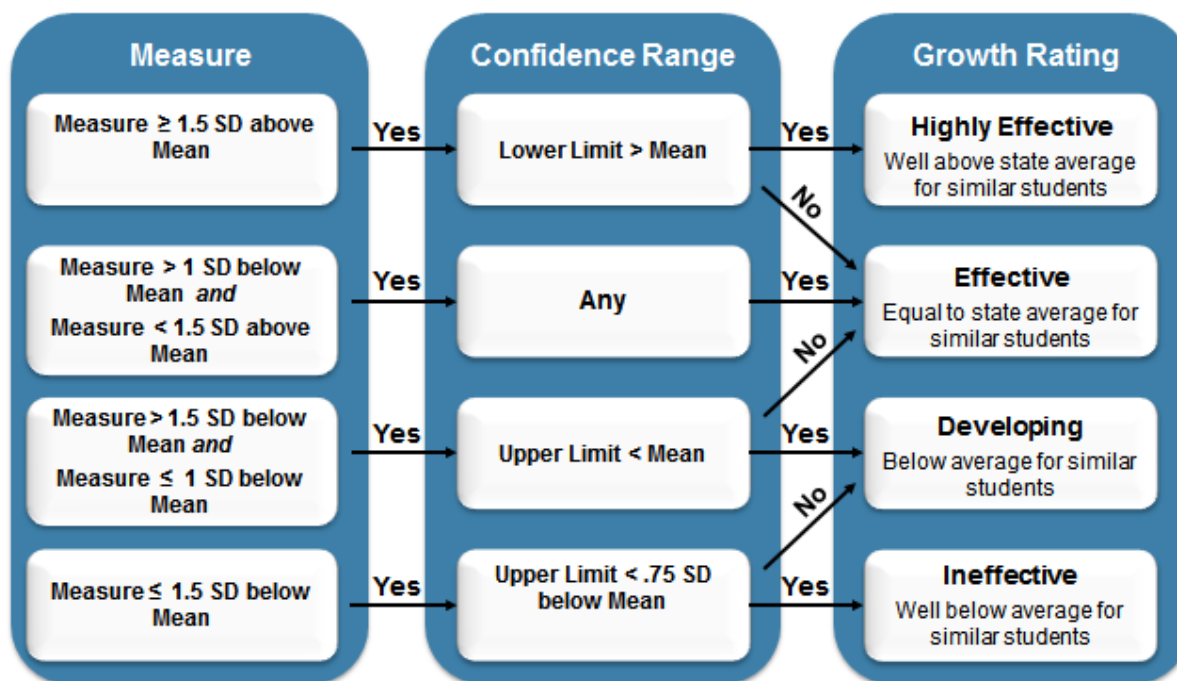 Measure
Confidence Range
Growth Rating
Measure ≥ 1.5 SD above
Mean
Yes
Lower Limit > Mean
Yes
Highly Effective
Well above state average
for similar students
No
Measure > 1 SD below
Mean and
Measure < 1.5 SD above
Mean
Yes
Any
Yes
Effective
Equal to state average for
similar students
No
Measure > 1.5 SD below
Mean and
Measure ≤ 1 SD below
Mean
Yes
Upper Limit < Mean
Yes
Developing
Below average for similar
students
No
Measure ≤ 1.5 SD below
Mean
Yes
Upper Limit < .75 SD
below Mean
Yes
Ineffective
Well below average for
similar students